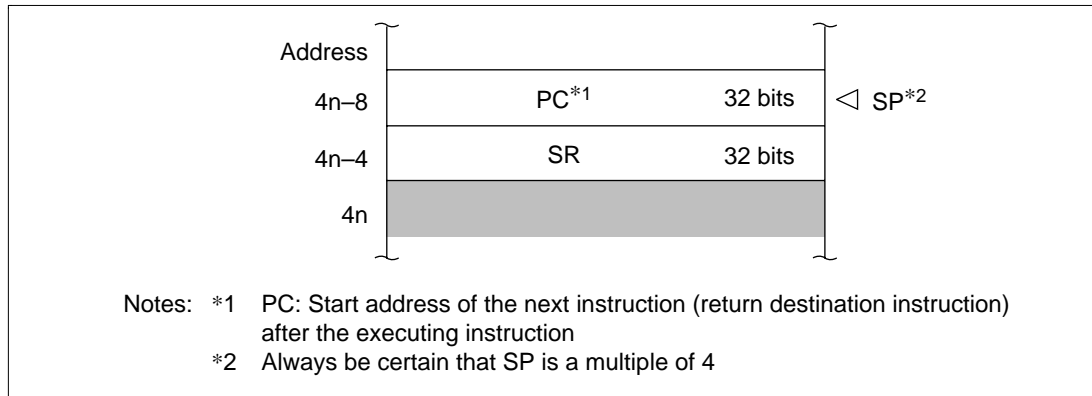 Address
4n–8 PC*1 32 bits SP*2
4n–4 SR 32 bits
4n
Notes: *1 PC: Start address of the next instruction (return destination instruction)
after the executing instruction
*2 Always be certain that SP is a multiple of 4